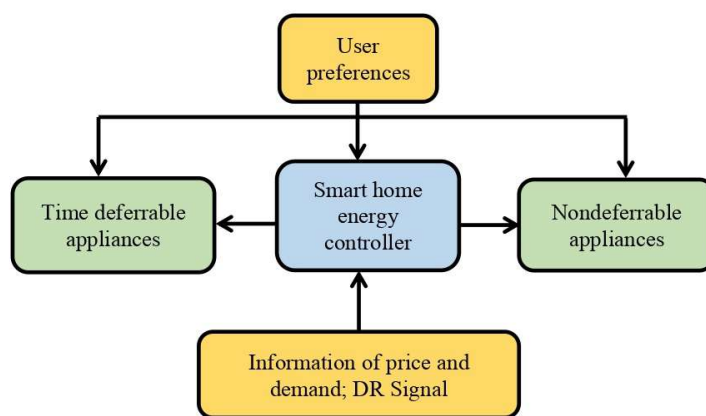 User
preferences
Time deferrable
appliances
Smart home
energy
controller
Nondeferrable
appliances
Information of price and
demand; DR Signal